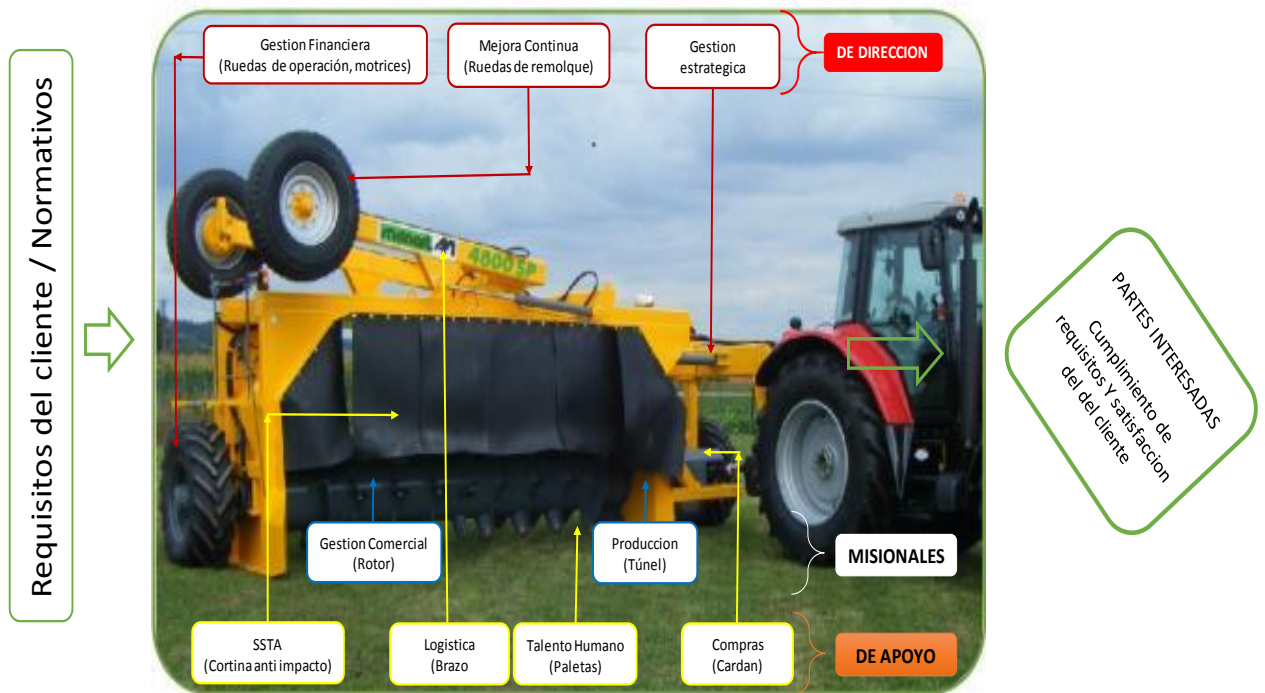 Requisitos del cliente / Normativos
Gestion Financiera
(Ruedas de operación, motrices)
Mejora Continua
(Ruedas de remolque)
Gestion
estrategica
DE DIRECCION
menart
4800 SP
PARTES INTERESADAS
Cumplimiento de
requisitos Y satisfaccion
del del cliente
Gestion Comercial
(Rotor)
Produccion
(Túnel)
MISIONALES
SSTA
(Cortina anti impacto)
Logistica
(Brazo
Talento Humano
(Paletas)
Compras
(Cardan)
DE APOYO